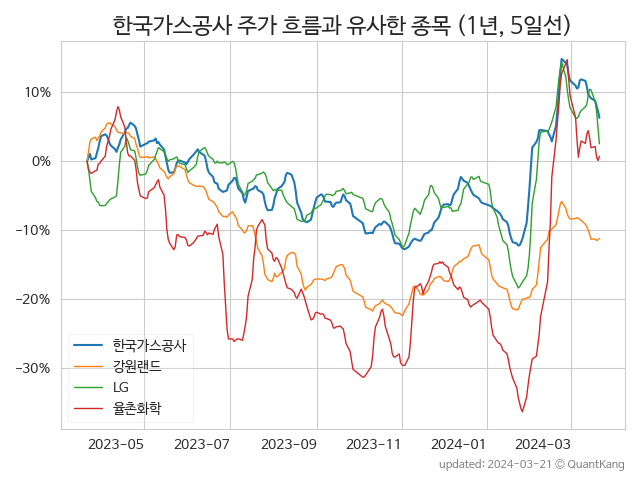 한국가스공사 주가 흐름과 유사한 종목 (1년, 5일선)
10%
0%
−10%
−20%
−30%
한국가스공사
강원랜드
LG
율촌화학
2023−05 2023−07 2023−09 2023−11 2024−01 2024−03
updated: 2024-03-21 © QuantKang